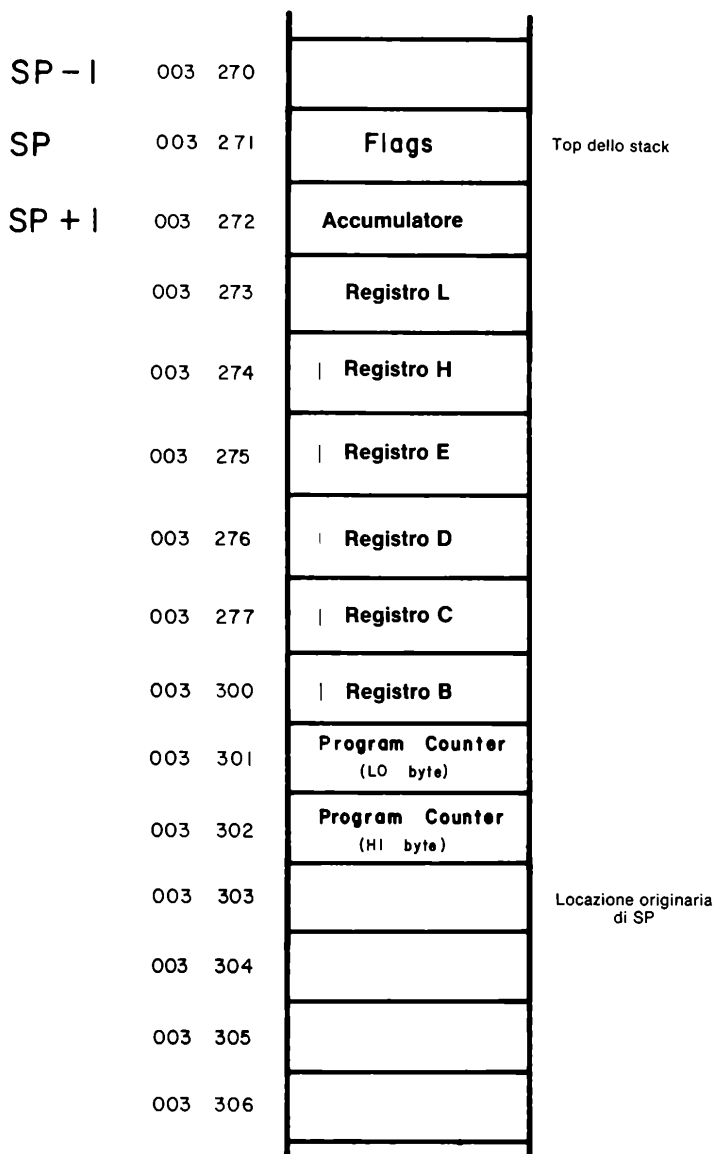 SP-1 003 270
SP 003 271 Flags Top dello stack
SP+1 003 272 Accumulatore
003 273 Registro L
003 274 Registro H
003 275 Registro E
003 276 Registro D
003 277 Registro C
003 300 Registro B
003 301 Program Counter
(LO byte)
003 302 Program Counter
(HI byte)
003 303 Locazione originaria
di SP
003 304
003 305
003 306